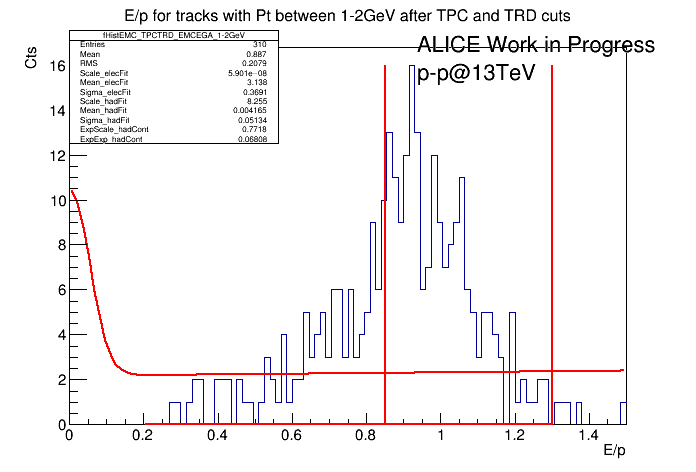 E/p for tracks with Pt between 1-2GeV after TPC and TRD cuts
fHistEMC_TPCTRD_EMCEGA_1-2GeV
Entries 310
Mean 0.887
RMS 0.2079
Scale_elecFit 5.901e-08
Mean_elecFit 3.138
Sigma_elecFit 0.3691
Scale_hadFit 8.255
Mean_hadFit 0.004165
Sigma_hadFit 0.05134
ExpScale_hadCont 0.7718
ExpExp_hadCont 0.06808
ALICE Work in Progress
p-p@13TeV
Cts
16
14
12
10
8
6
4
2
0
0 0.2 0.4 0.6 0.8 1 1.2 1.4
E/p